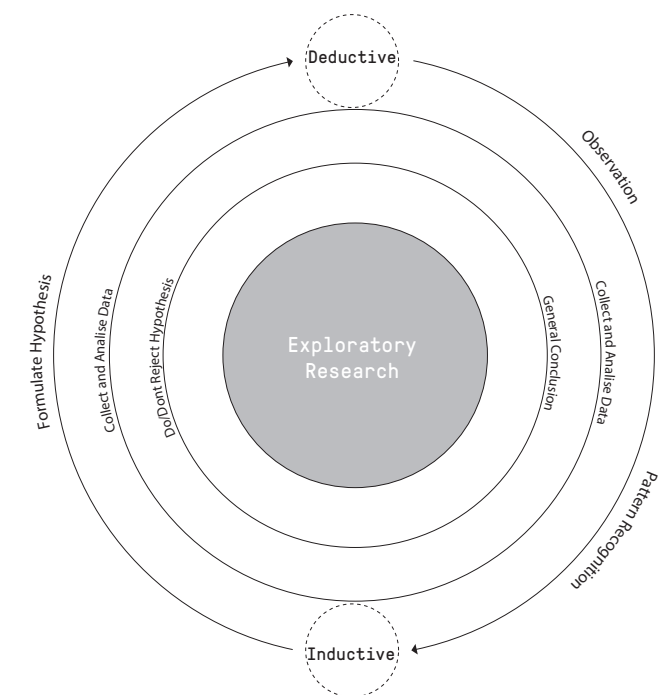 Deductive
Observation
Formulate Hypothesis
Collect and Analise Data
Do/Dont Reject Hypothesis
Exploratory
Research
General Conclusion
Collect and Analise Data
Pattern Recognition
Inductive